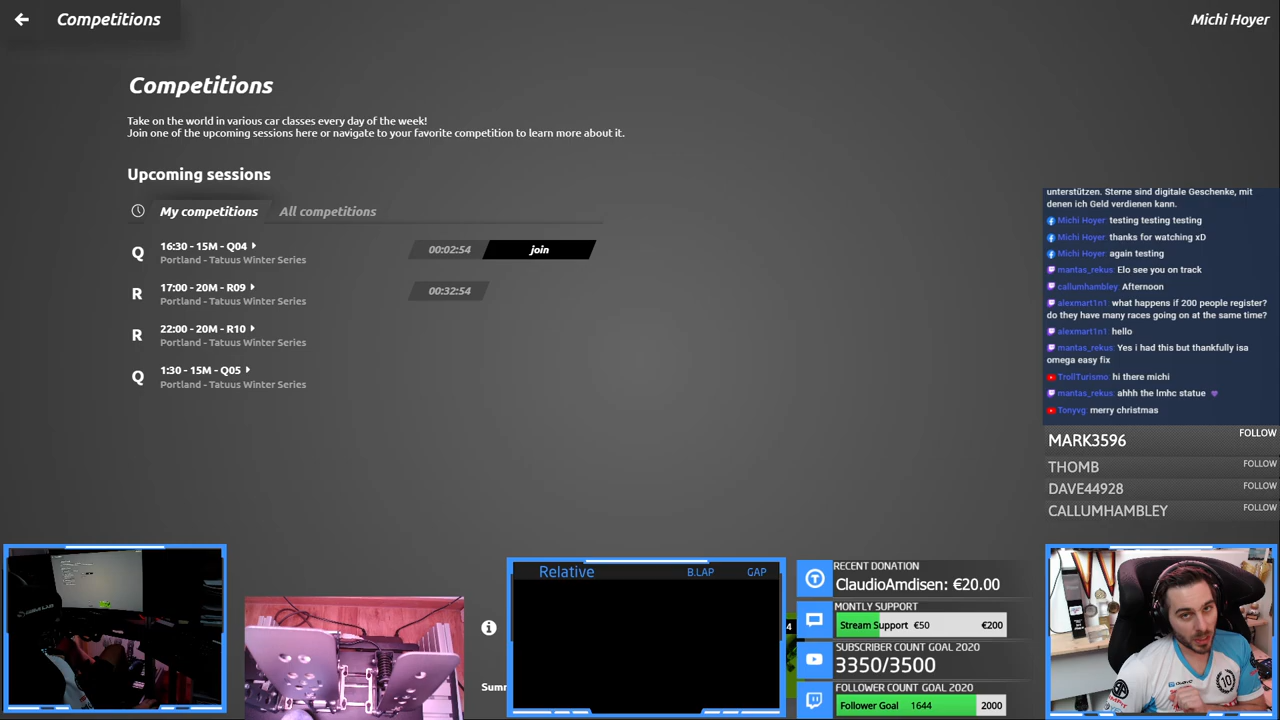 Competitions
Michi Hoyer
Competitions
Take on the world in various car classes every day of the week!
Join one of the upcoming sessions here or navigate to your favorite competition to learn more about it.
Upcoming sessions
My competitions
All competitions
Q
16:30 - 15M - Q04
Portland - Tatuus Winter Series
00:02:54
join
R
17:00 - 20M - R09
Portland - Tatuus Winter Series
00:32:54
R
22:00 - 20M - R10
Portland - Tatuus Winter Series
Q
1:30 - 15M - Q05
Portland - Tatuus Winter Series
unterstützen. Sterne sind digitale Geschenke, mit
denen ich Geld verdienen kann.
Michi Hoyer: testing testing testing
Michi Hoyer: thanks for watching xD
Michi Hoyer: again testing
mantas_rekus: Elo see you on track
callumhambley: Afternoon
alexmart1n1: what happens if 200 people register?
do they have many races going on at the same time?
alexmart1n1: hello
mantas_rekus: Yes i had this but thankfully isa
omega easy fix
TrollTurismo: hi there michi
mantas_rekus: ahhh the lmhc statue
Tonyvg: merry christmas
MARK3596 FOLLOW
THOMB FOLLOW
DAVE44928 FOLLOW
CALLUMHAMBLEY FOLLOW
Summ
Relative B.LAP GAP
4
RECENT DONATION
ClaudioAmdisen: €20.00
MONTLY SUPPORT
Stream Support €50 €200
SUBSCRIBER COUNT GOAL 2020
3350/3500
FOLLOWER COUNT GOAL 2020
Follower Goal 1644 2000